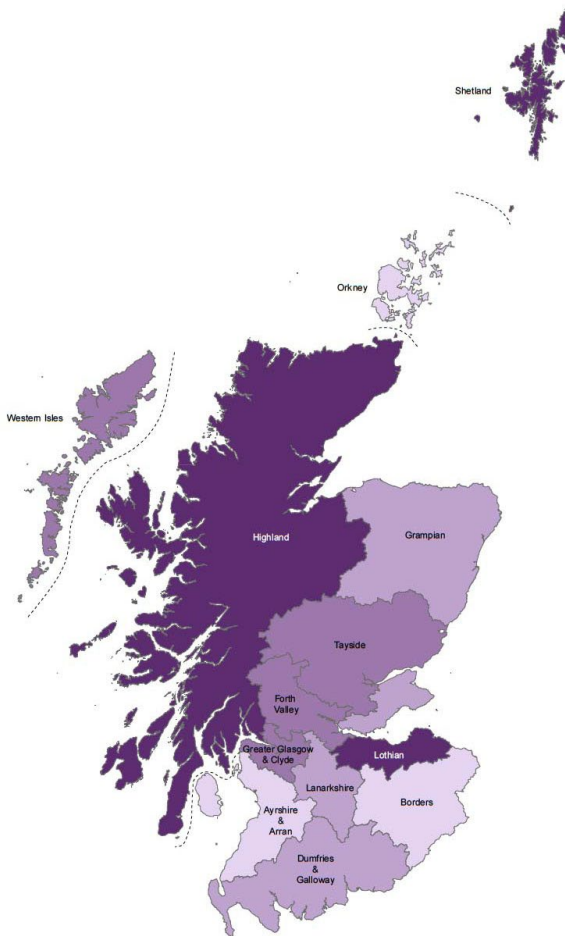 Shetland
Orkney
Western Isles
Highland
Grampian
Tayside
Forth
Valley
Greater Glasgow
& Clyde
Lothian
Lanarkshire
Borders
Ayrshire
&
Arran
Dumfries
&
Galloway